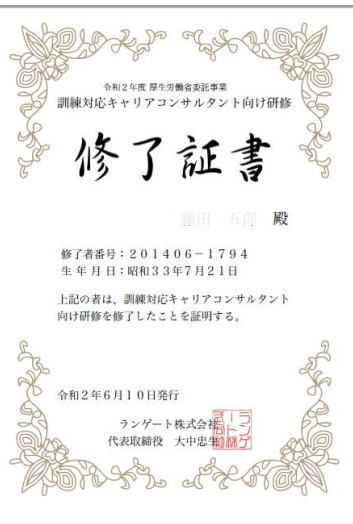 令和２年度 厚生労働省委託事業
訓練対応キャリアコンサルタント向け研修
修了証書
藤田　五郎　殿
修了者番号：２０１４０６－１７９４
生年月日：昭和３３年７月２１日
上記の者は、訓練対応キャリアコンサルタント
向け研修を修了したことを証明する。
令和２年６月１０日発行
ランゲート株式会社
代表取締役　大中忠生